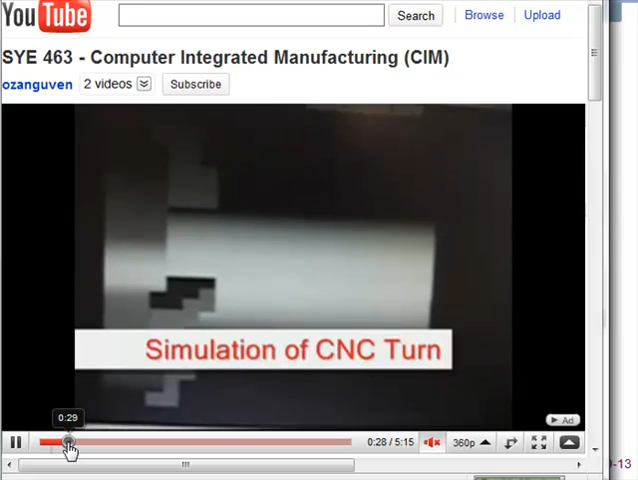 YouTube
Search
Browse
Upload
SYE 463 - Computer Integrated Manufacturing (CIM)
ozanguven
2 videos
Subscribe
Simulation of CNC Turn
Ad
0:29
0:28 / 5:15
360p
-13